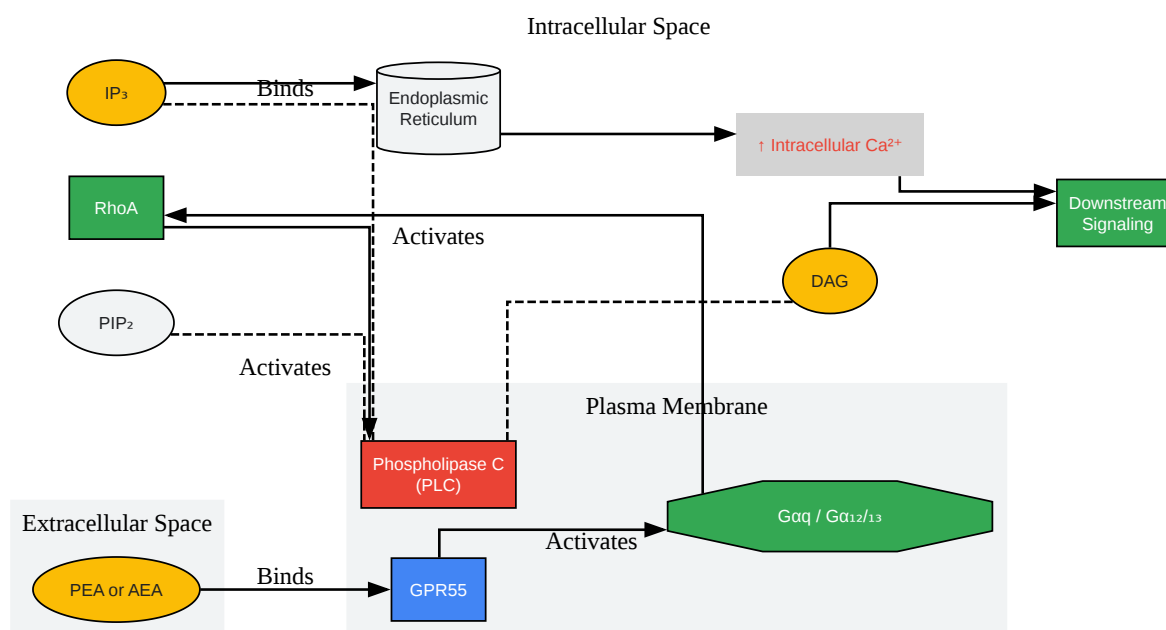 Intracellular Space
IP₃
Binds
Endoplasmic
Reticulum
↑ Intracellular Ca²⁺
RhoA
Activates
Downstream
Signaling
DAG
PIP₂
Activates
Plasma Membrane
Phospholipase C
(PLC)
Gαq / Gα₁₂/₁₃
Extracellular Space
Activates
PEA or AEA
Binds
GPR55